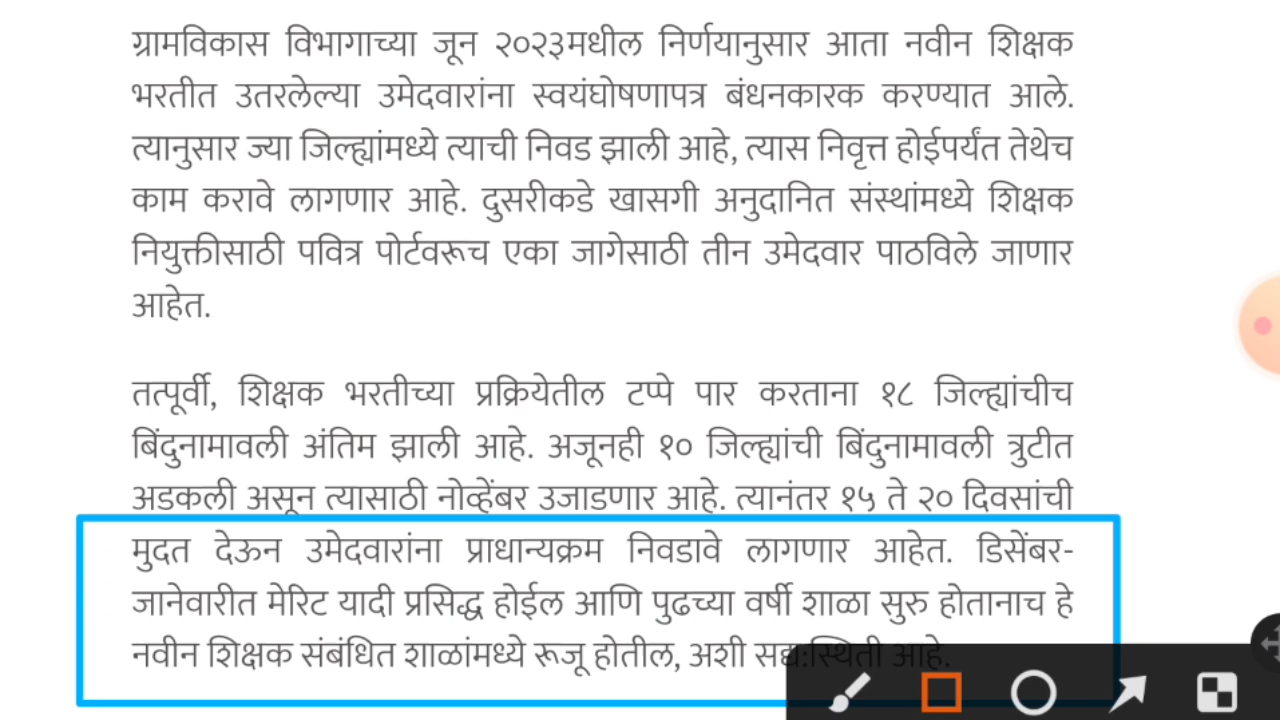 ग्रामविकास विभागाच्या जून २०२३मधील निर्णयानुसार आता नवीन शिक्षक
भरतीत उतरलेल्या उमेदवारांना स्वयंघोषणापत्र बंधनकारक करण्यात आले.
त्यानुसार ज्या जिल्ह्यांमध्ये त्याची निवड झाली आहे, त्यास निवृत्त होईपर्यंत तेथेच
काम करावे लागणार आहे. दुसरीकडे खासगी अनुदानित संस्थांमध्ये शिक्षक
नियुक्तीसाठी पवित्र पोर्टवरूच एका जागेसाठी तीन उमेदवार पाठविले जाणार
आहेत.
तत्पूर्वी, शिक्षक भरतीच्या प्रक्रियेतील टप्पे पार करताना १८ जिल्ह्यांचीच
बिंदुनामावली अंतिम झाली आहे. अजूनही १० जिल्ह्यांची बिंदुनामावली त्रुटीत
अडकली असून त्यासाठी नोव्हेंबर उजाडणार आहे. त्यानंतर १५ ते २० दिवसांची
मुदत देऊन उमेदवारांना प्राधान्यक्रम निवडावे लागणार आहेत. डिसेंबर-
जानेवारीत मेरिट यादी प्रसिद्ध होईल आणि पुढच्या वर्षी शाळा सुरु होतानाच हे
नवीन शिक्षक संबंधित शाळांमध्ये रूजू होतील, अशी सद्य:स्थिती आहे.